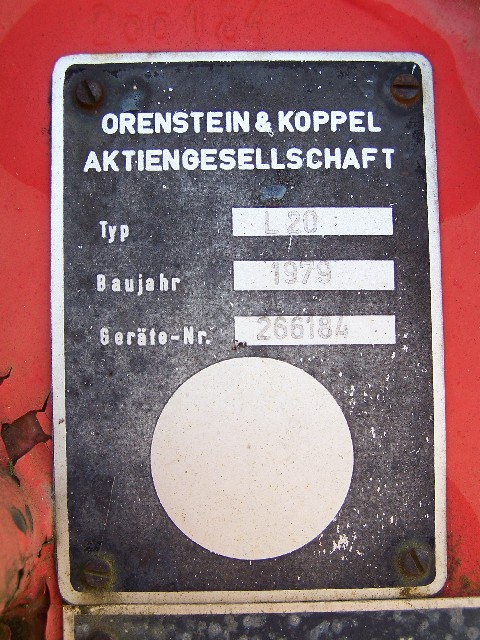 ORENSTEIN & KOPPEL
AKTIENGESELLSCHAFT
Typ L 20
Baujahr 1979
Geräte-Nr. 266184